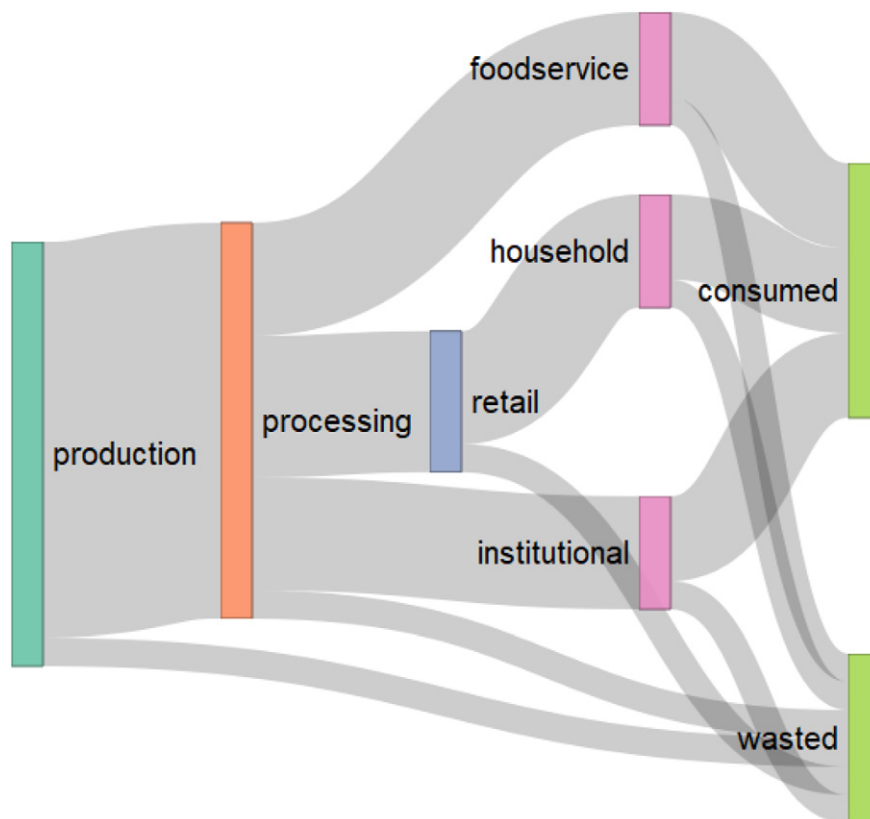 foodservice
household
consumed
retail
processing
production
institutional
wasted